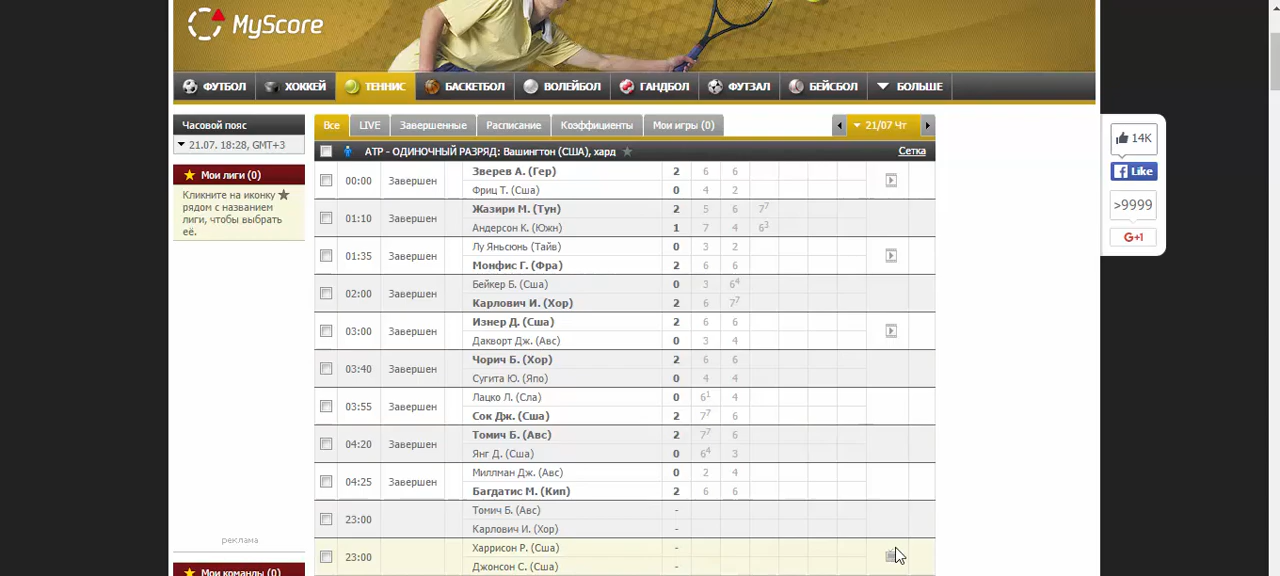 MyScore
ФУТБОЛ ХОККЕЙ ТЕННИС БАСКЕТБОЛ ВОЛЕЙБОЛ ГАНДБОЛ ФУТЗАЛ БЕЙСБОЛ БОЛЬШЕ
Часовой пояс
21.07. 18:28, GMT+3
Мои лиги (0)
Кликните на иконку ★
рядом с названием
лиги, чтобы выбрать
её.
реклама
Мои команды (0)
Все LIVE Завершенные Расписание Коэффициенты Мои игры (0) 21/07 Чт
АТР - ОДИНОЧНЫЙ РАЗРЯД: Вашингтон (США), хард Сетка
00:00 Завершен Зверев А. (Гер) 2 6 6
Фриц Т. (Сша) 0 4 2
01:10 Завершен Жазири М. (Тун) 2 5 6 7⁷
Андерсон К. (Южн) 1 7 4 6³
01:35 Завершен Лу Яньсюнь (Тайв) 0 3 2
Монфис Г. (Фра) 2 6 6
02:00 Завершен Бейкер Б. (Сша) 0 3 6⁴
Карлович И. (Хор) 2 6 7⁷
03:00 Завершен Изнер Д. (Сша) 2 6 6
Дакворт Дж. (Авс) 0 3 4
03:40 Завершен Чорич Б. (Хор) 2 6 6
Сугита Ю. (Япо) 0 4 4
03:55 Завершен Лацко Л. (Сла) 0 6¹ 4
Сок Дж. (Сша) 2 7⁷ 6
04:20 Завершен Томич Б. (Авс) 2 7⁷ 6
Янг Д. (Сша) 0 6⁴ 3
04:25 Завершен Миллман Дж. (Авс) 0 2 4
Багдатис М. (Кип) 2 6 6
23:00 Томич Б. (Авс) -
Карлович И. (Хор) -
23:00 Харрисон Р. (Сша) -
Джонсон С. (Сша) -
14K
Like
>9999
G+1